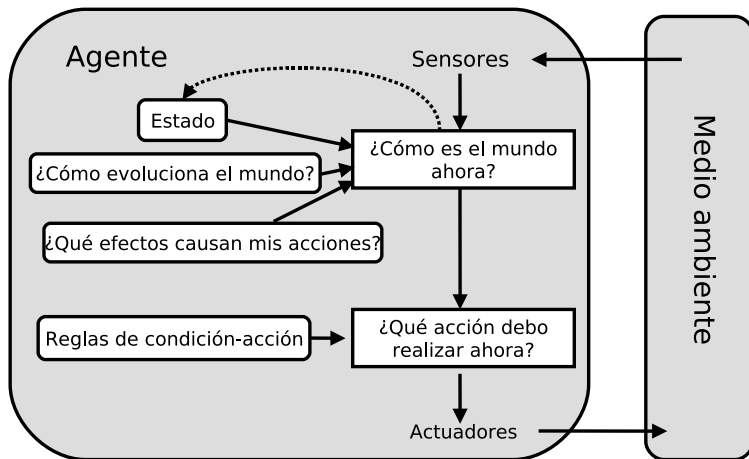 Agente
Sensores
Estado
¿Cómo es el mundo
ahora?
¿Cómo evoluciona el mundo?
¿Qué efectos causan mis acciones?
Reglas de condición-acción
¿Qué acción debo
realizar ahora?
Actuadores
Medio ambiente